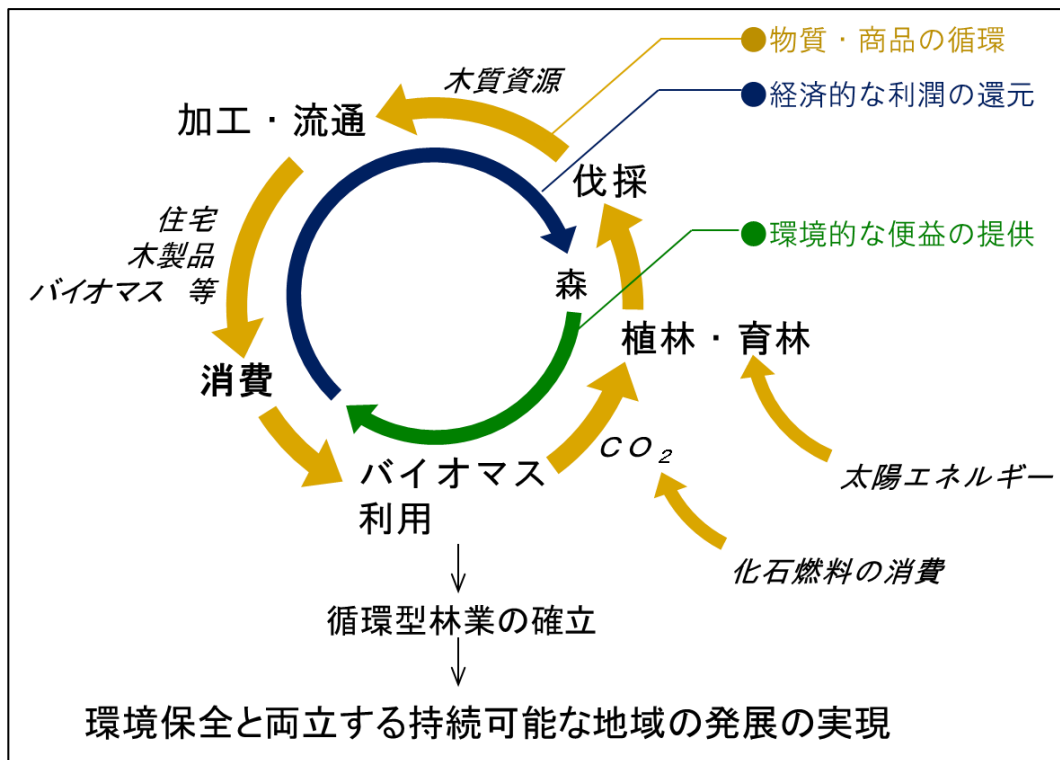 ●物質・商品の循環
木質資源
●経済的な利潤の還元
加工・流通
伐採
住宅
木製品
バイオマス 等
●環境的な便益の提供
森
植林・育林
消費
CO₂
バイオマス
利用
太陽エネルギー
化石燃料の消費
循環型林業の確立
環境保全と両立する持続可能な地域の発展の実現